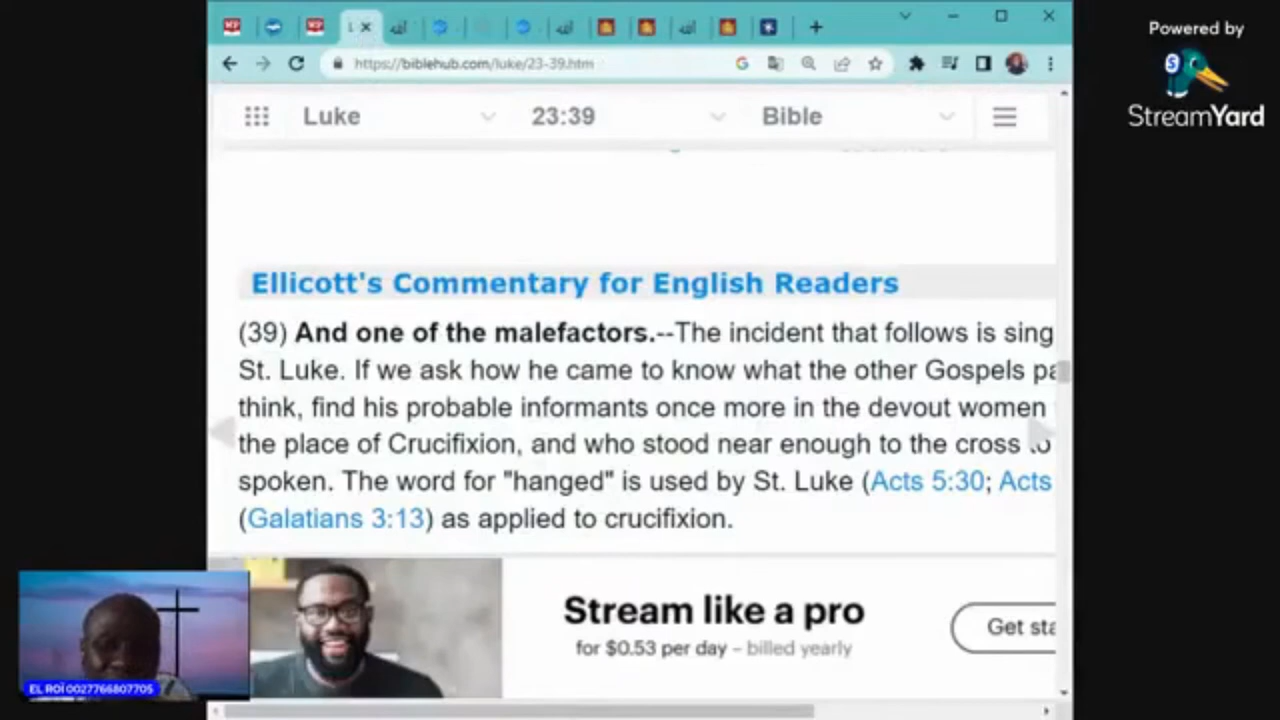 Powered by
StreamYard
https://biblehub.com/luke/23-39.htm
Luke
23:39
Bible
Ellicott's Commentary for English Readers
(39) And one of the malefactors.--The incident that follows is sing
St. Luke. If we ask how he came to know what the other Gospels pa
think, find his probable informants once more in the devout women
the place of Crucifixion, and who stood near enough to the cross to
spoken. The word for "hanged" is used by St. Luke (Acts 5:30; Acts
(Galatians 3:13) as applied to crucifixion.
Stream like a pro
for $0.53 per day – billed yearly
Get sta
EL ROÏ 0027766807705